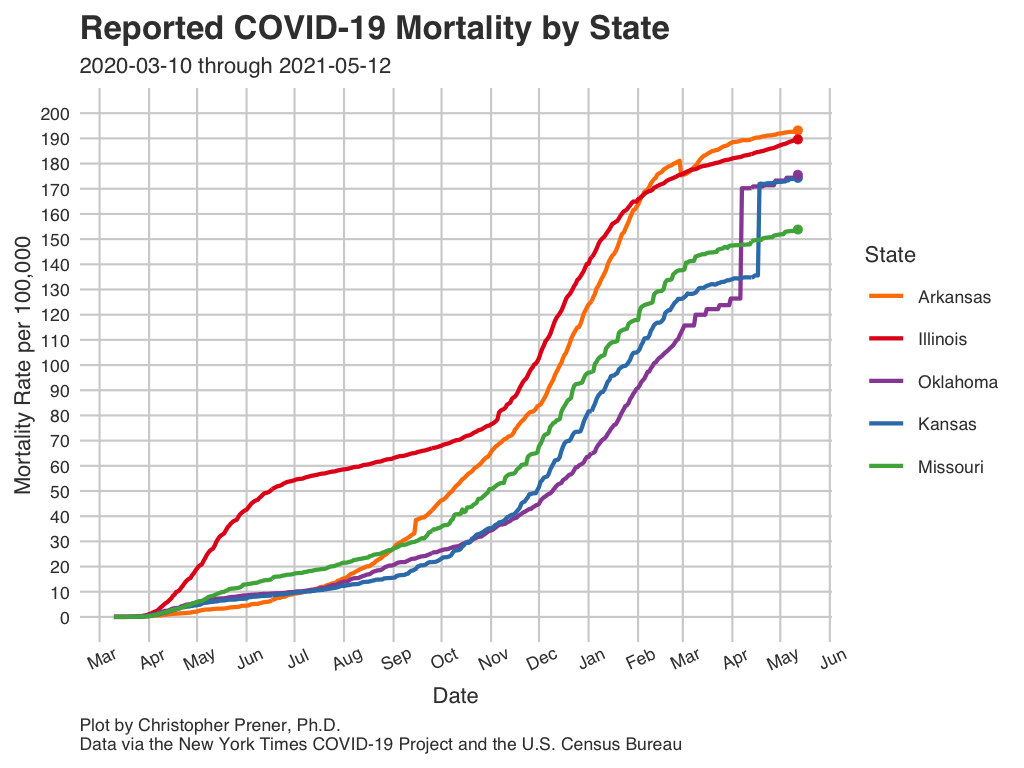 Reported COVID-19 Mortality by State
2020-03-10 through 2021-05-12
Mortality Rate per 100,000
200
190
180
170
160
150
140
130
120
110
100
90
80
70
60
50
40
30
20
10
0
Mar Apr May Jun Jul Aug Sep Oct Nov Dec Jan Feb Mar Apr May Jun
Date
State
Arkansas
Illinois
Oklahoma
Kansas
Missouri
Plot by Christopher Prener, Ph.D.
Data via the New York Times COVID-19 Project and the U.S. Census Bureau